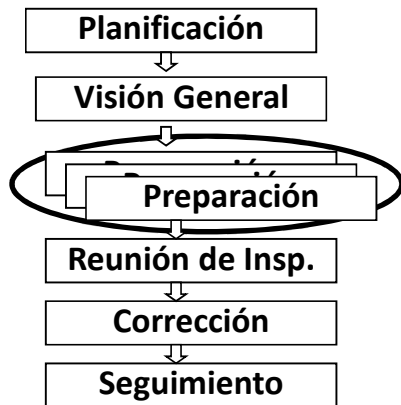 Planificación
Visión General
Preparación
Reunión de Insp.
Corrección
Seguimiento